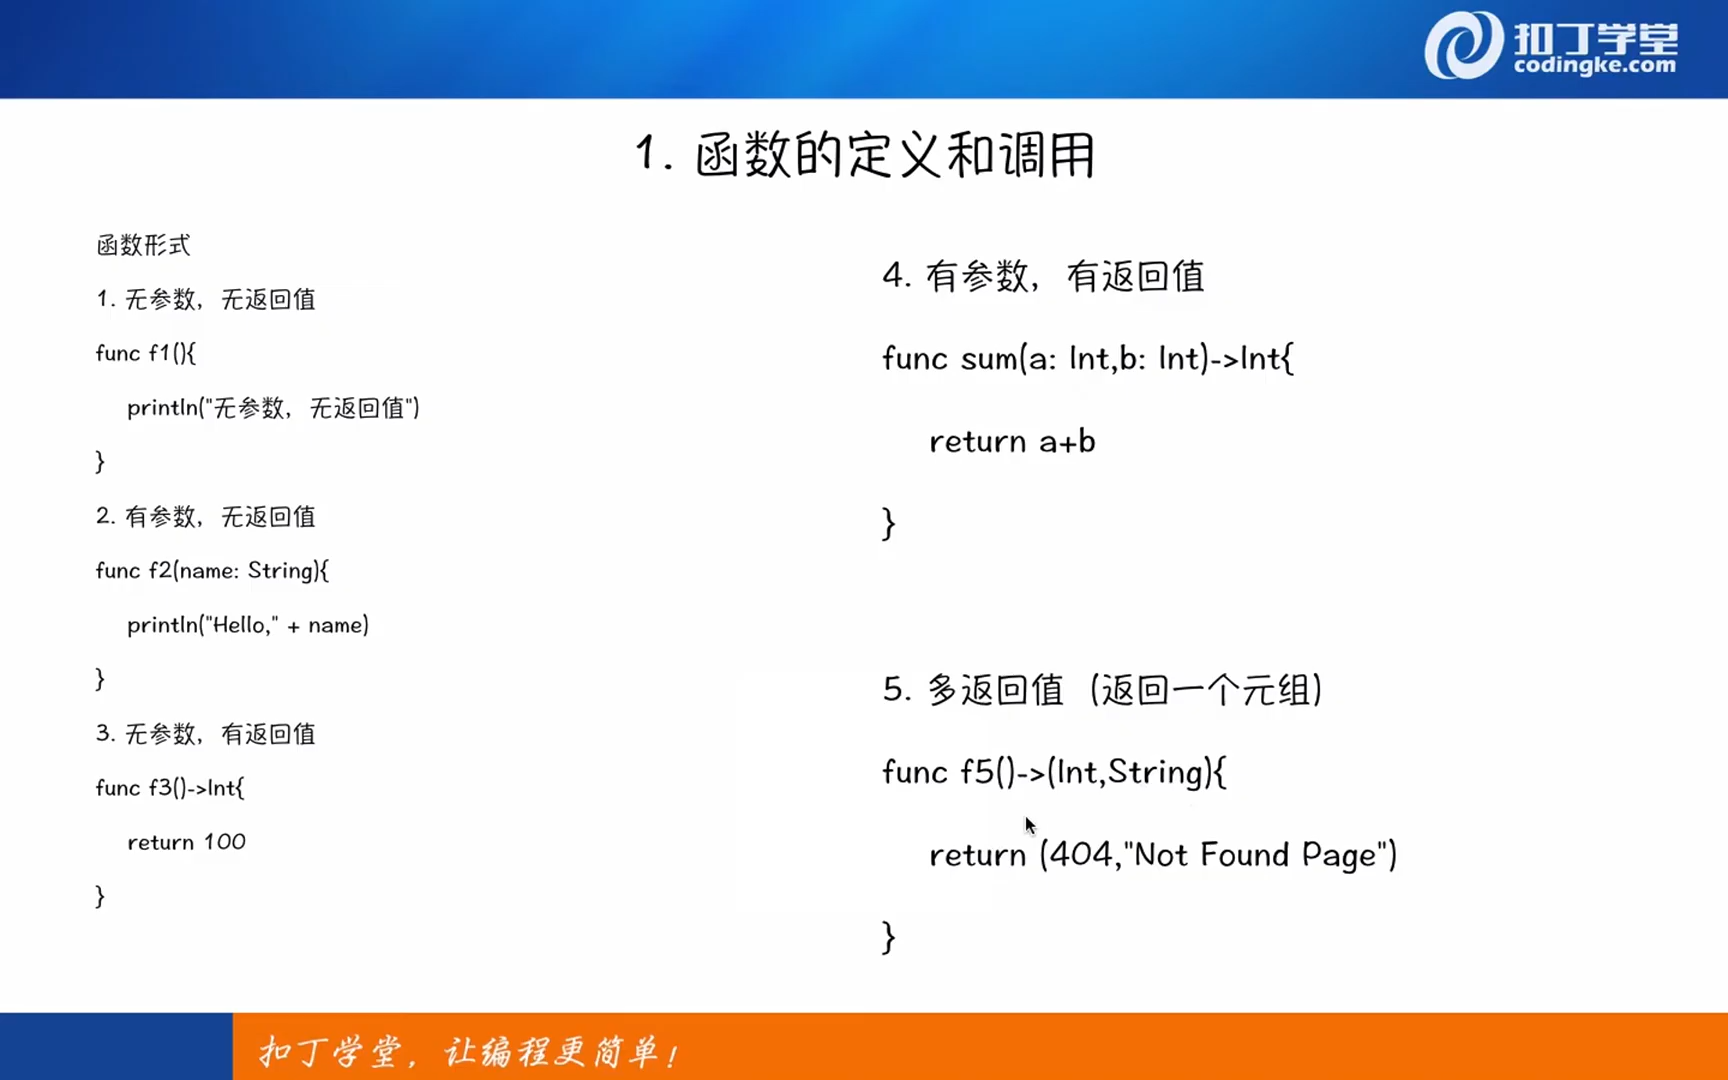 扣丁学堂
codingke.com
1. 函数的定义和调用
函数形式
1. 无参数，无返回值
func f1(){
println("无参数，无返回值")
}
2. 有参数，无返回值
func f2(name: String){
println("Hello," + name)
}
3. 无参数，有返回值
func f3()->Int{
return 100
}
4. 有参数，有返回值
func sum(a: Int,b: Int)->Int{
return a+b
}
5. 多返回值（返回一个元组）
func f5()->(Int,String){
return (404,"Not Found Page")
}
扣丁学堂，让编程更简单！